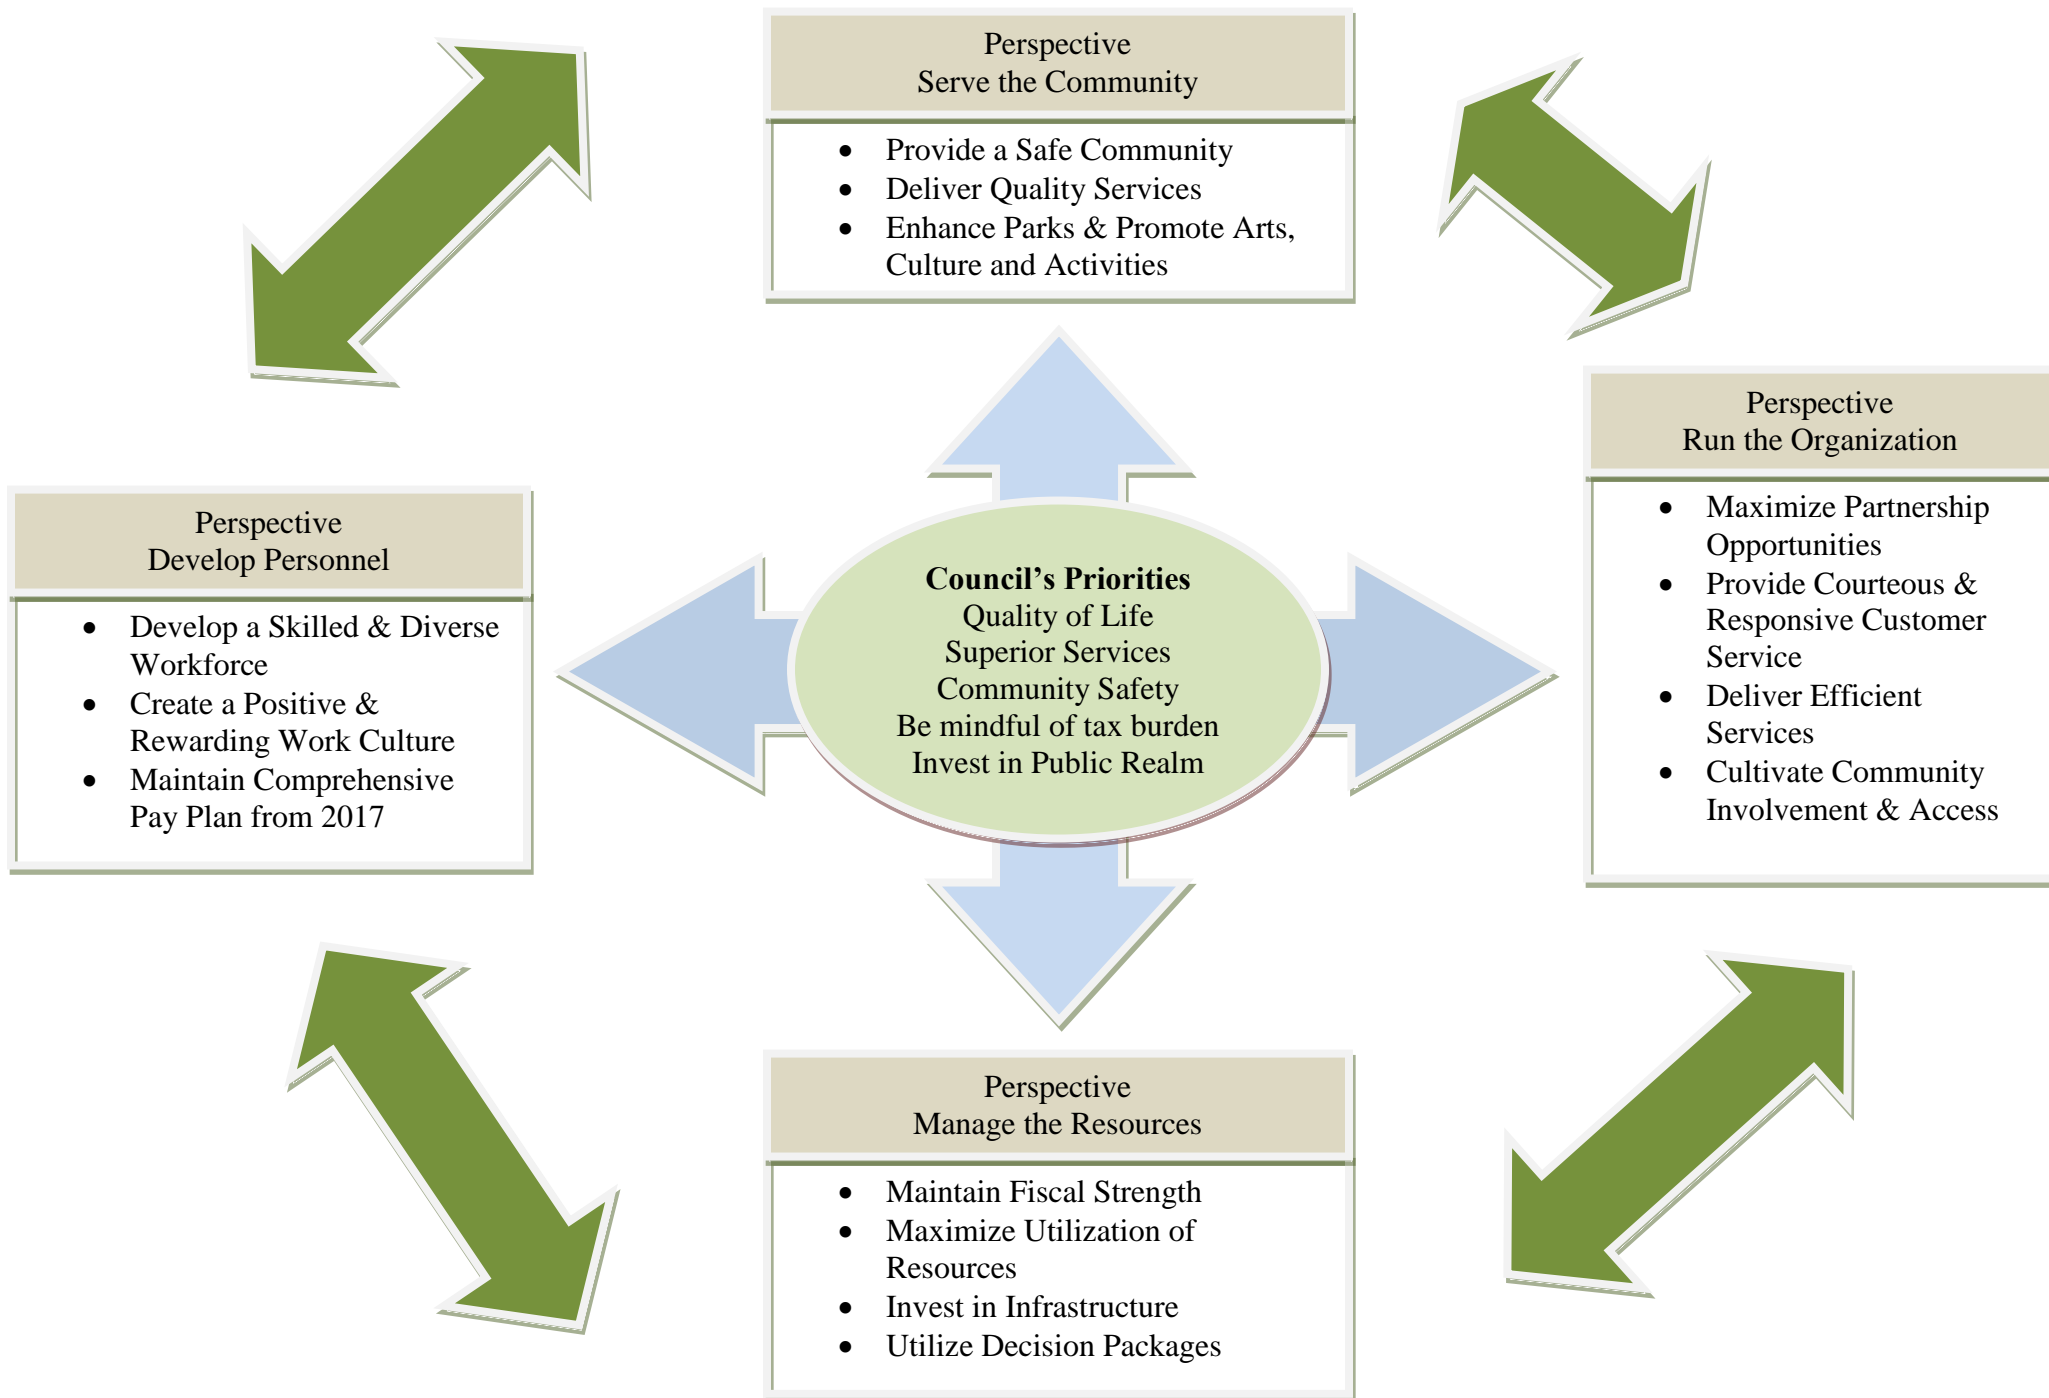 Perspective
Serve the Community
• Provide a Safe Community
• Deliver Quality Services
• Enhance Parks & Promote Arts,
Culture and Activities
Perspective
Develop Personnel
• Develop a Skilled & Diverse
Workforce
• Create a Positive &
Rewarding Work Culture
• Maintain Comprehensive
Pay Plan from 2017
Council’s Priorities
Quality of Life
Superior Services
Community Safety
Be mindful of tax burden
Invest in Public Realm
Perspective
Run the Organization
• Maximize Partnership
Opportunities
• Provide Courteous &
Responsive Customer
Service
• Deliver Efficient
Services
• Cultivate Community
Involvement & Access
Perspective
Manage the Resources
• Maintain Fiscal Strength
• Maximize Utilization of
Resources
• Invest in Infrastructure
• Utilize Decision Packages